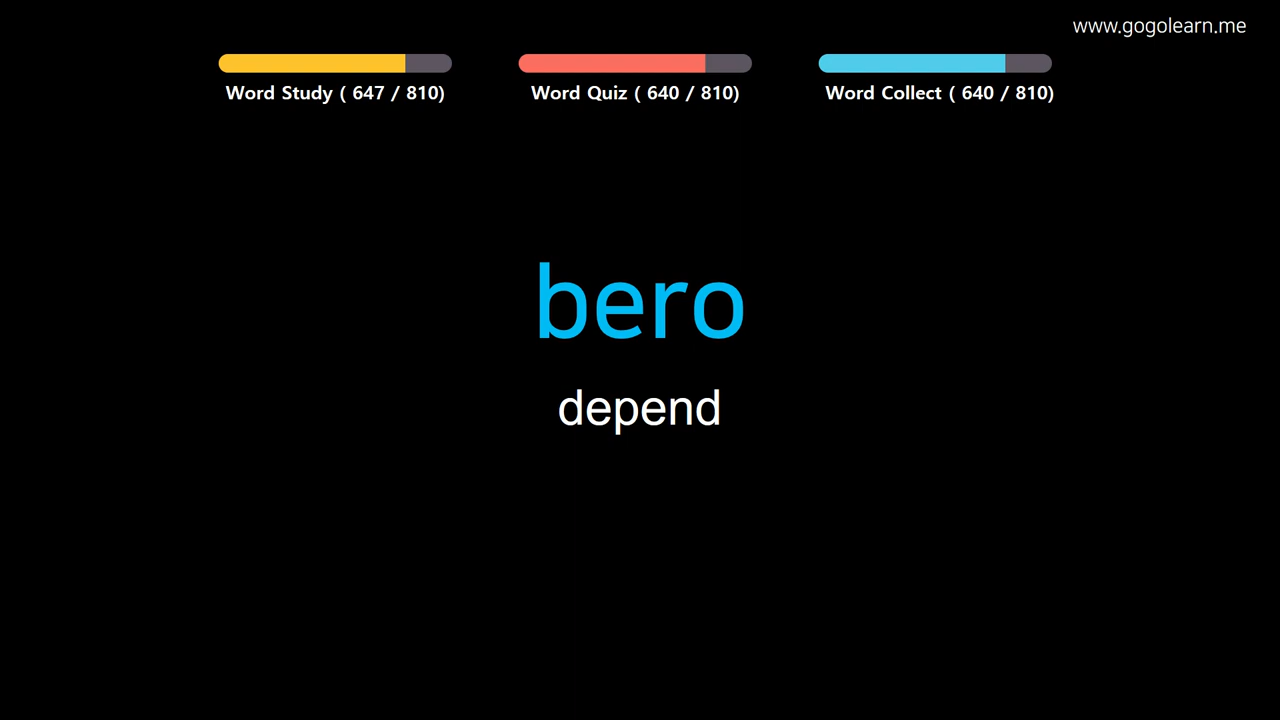 www.gogolearn.me
Word Study ( 647 / 810)
Word Quiz ( 640 / 810)
Word Collect ( 640 / 810)
bero
depend